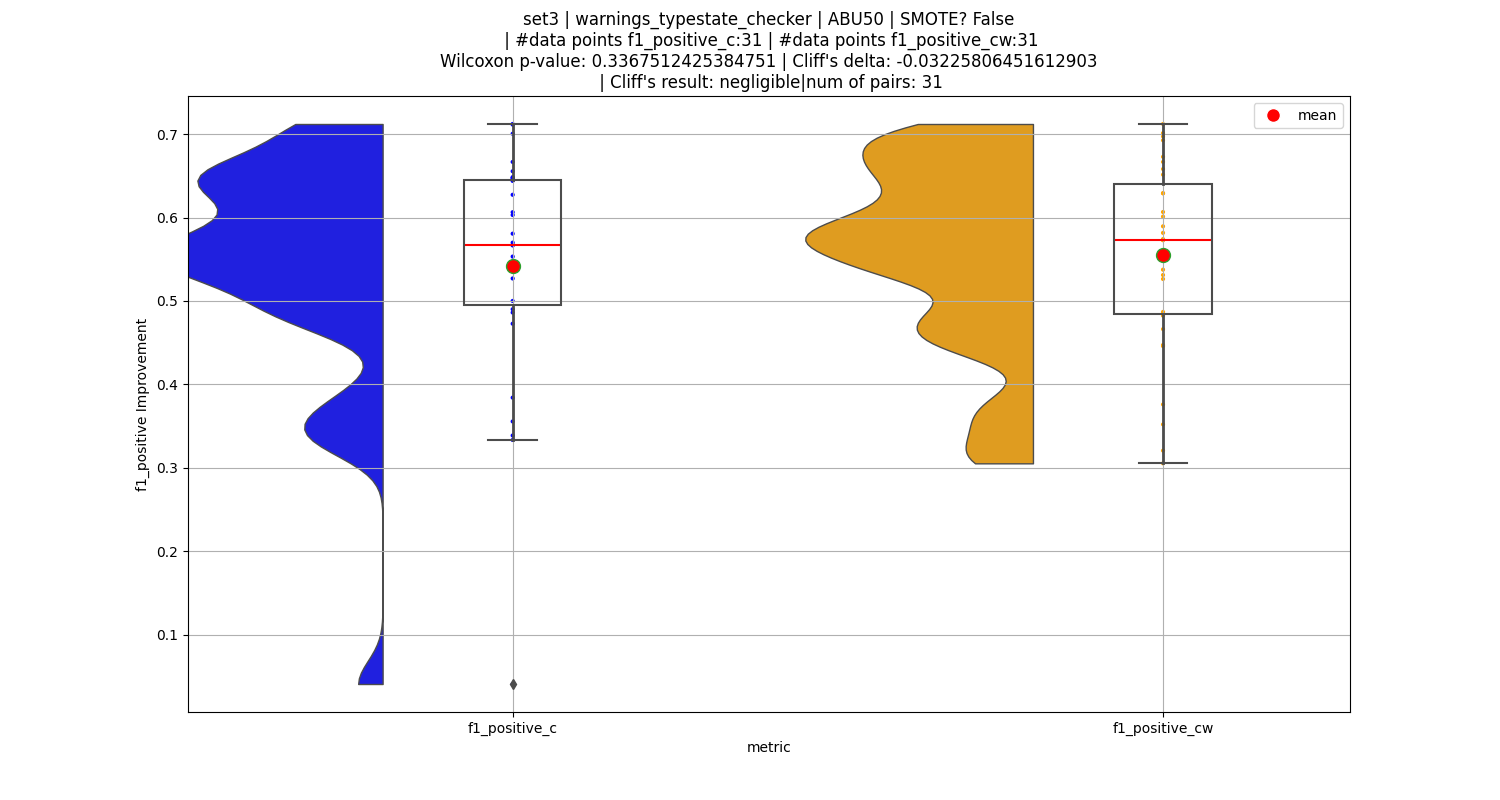 set3 | warnings_typestate_checker | ABU50 | SMOTE? False
| #data points f1_positive_c:31 | #data points f1_positive_cw:31
Wilcoxon p-value: 0.3367512425384751 | Cliff's delta: -0.03225806451612903
| Cliff's result: negligible|num of pairs: 31
mean
0.7
0.6
0.5
0.4
0.3
0.2
0.1
f1_positive Improvement
f1_positive_c
f1_positive_cw
metric